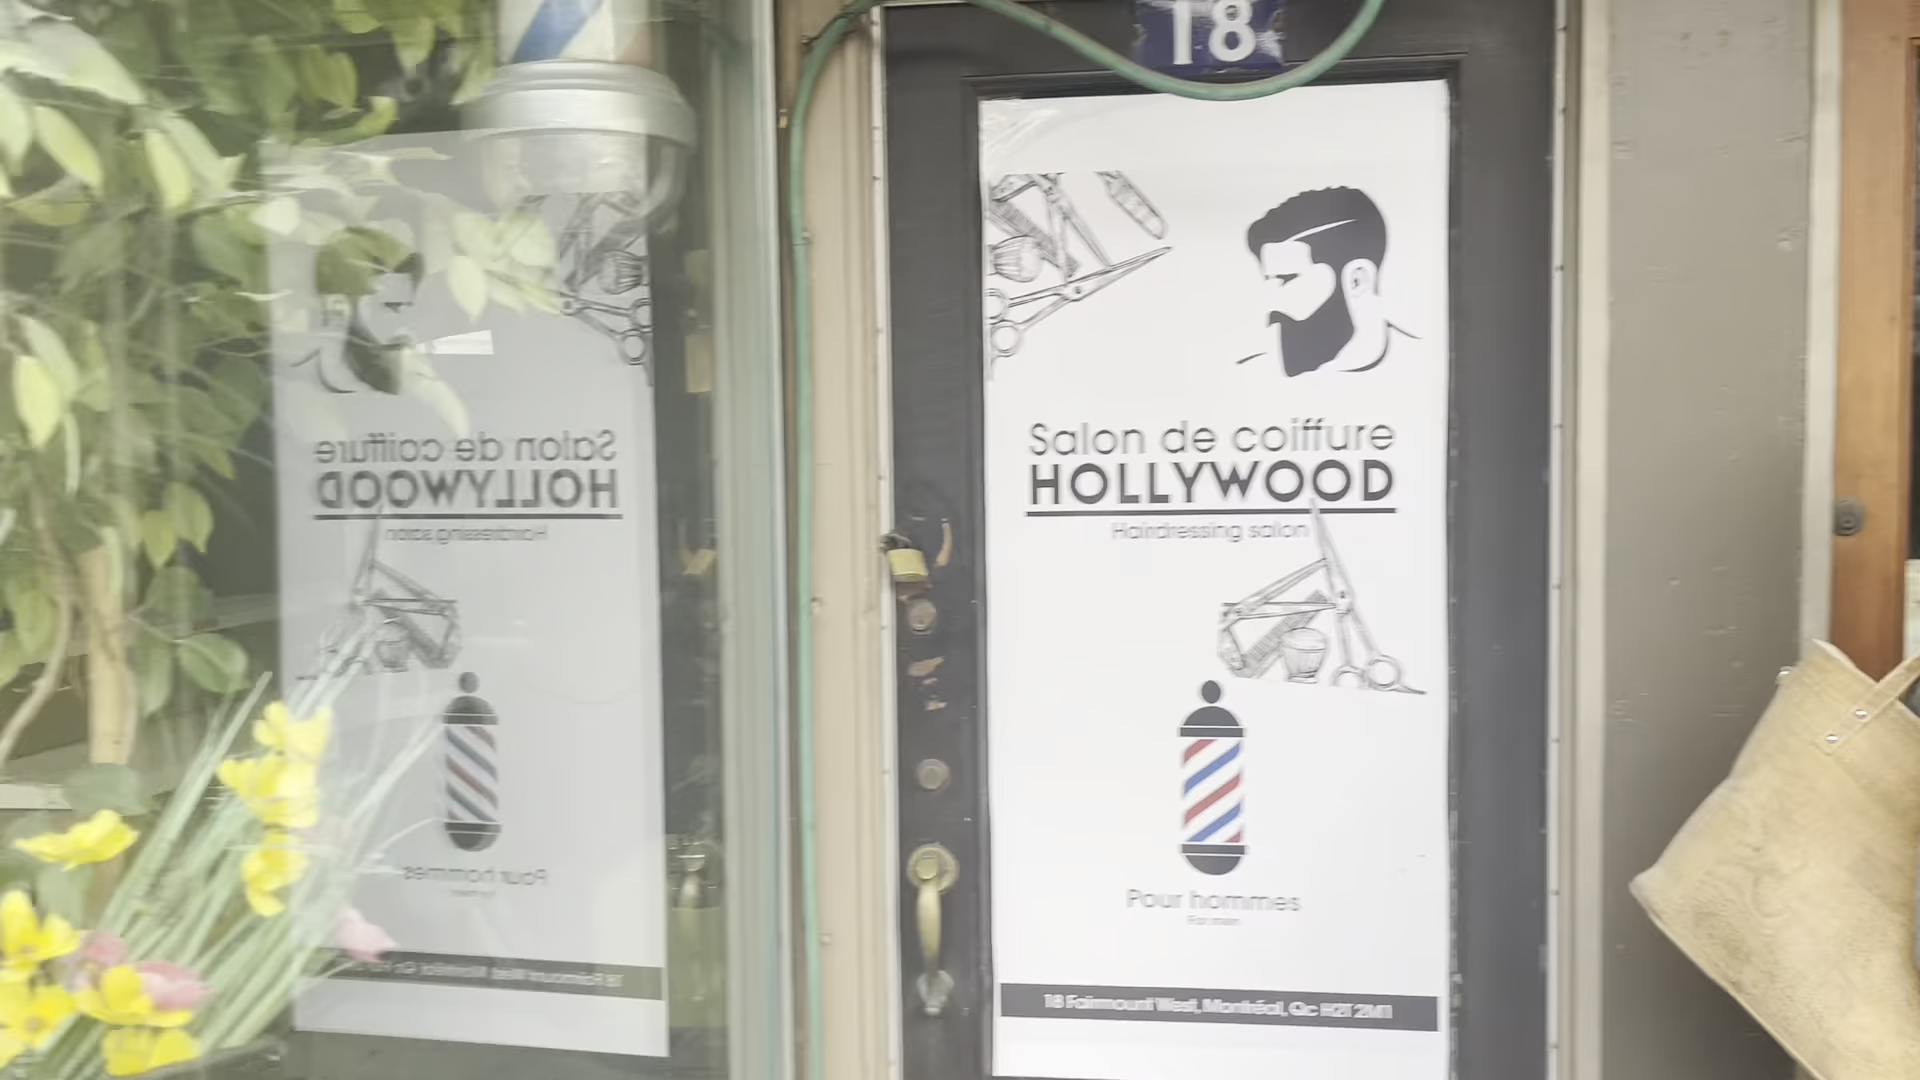 18
Salon de coiffure
HOLLYWOOD
Hairdressing salon
Pour hommes
For men
18 Fairmount West, Montréal, Qc H2T 2M1